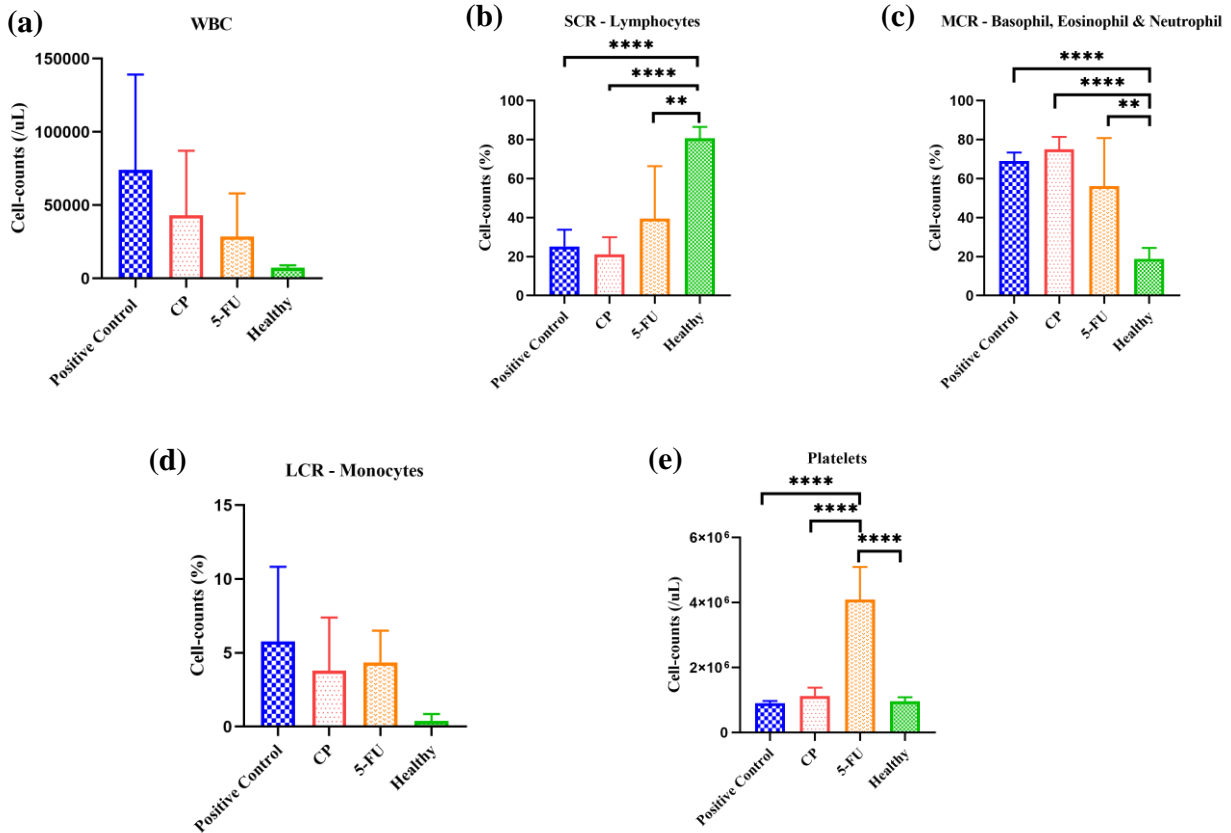 (a)
WBC
Cell-counts (/uL)
150000
100000
50000
0
Positive Control
CP
5-FU
Healthy
(b)
SCR - Lymphocytes
****
****
**
Cell-counts (%)
100
80
60
40
20
0
Positive Control
CP
5-FU
Healthy
(c)
MCR - Basophil, Eosinophil & Neutrophil
****
****
**
Cell-counts (%)
100
80
60
40
20
0
Positive Control
CP
5-FU
Healthy
(d)
LCR - Monocytes
Cell-counts (%)
15
10
5
0
Positive Control
CP
5-FU
Healthy
(e)
Platelets
****
****
****
Cell-counts (/uL)
6×10⁶
4×10⁶
2×10⁶
0
Positive Control
CP
5-FU
Healthy